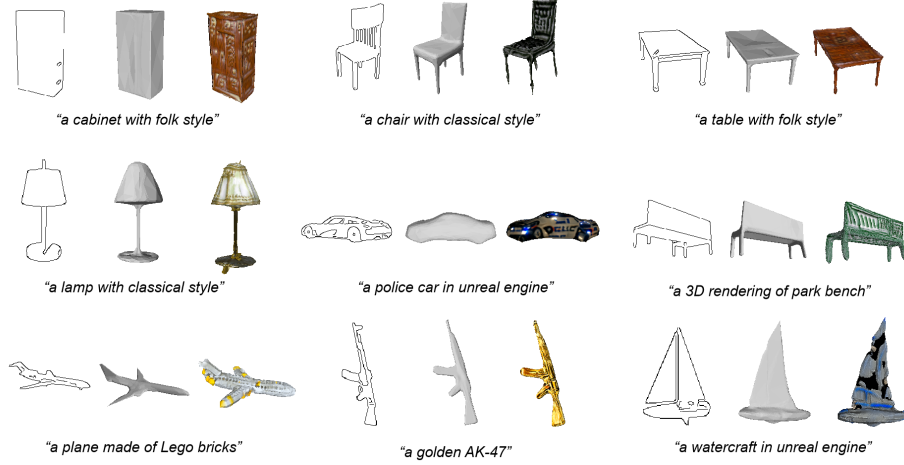 “a cabinet with folk style”
“a chair with classical style”
“a table with folk style”
“a lamp with classical style”
“a police car in unreal engine”
“a 3D rendering of park bench”
“a plane made of Lego bricks”
“a golden AK-47”
“a watercraft in unreal engine”